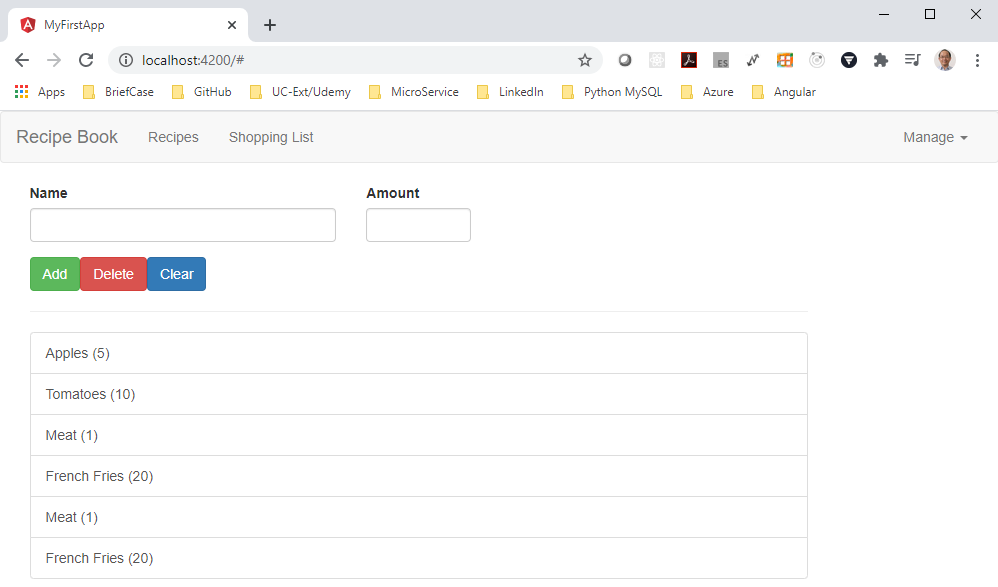 MyFirstApp
localhost:4200/#
ES
Apps BriefCase GitHub UC-Ext/Udemy MicroService LinkedIn Python MySQL Azure Angular
Recipe Book Recipes Shopping List Manage
Name Amount
Add Delete Clear
Apples (5)
Tomatoes (10)
Meat (1)
French Fries (20)
Meat (1)
French Fries (20)